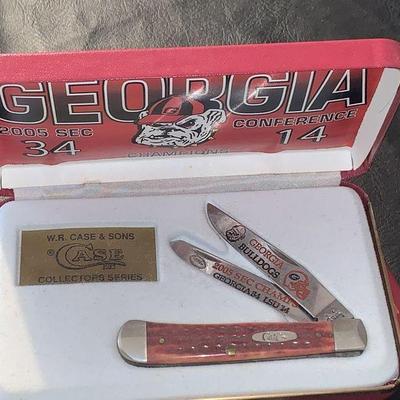 GEORGIA
2005 SEC CONFERENCE
34 14
CHAMPIONS
W.R. CASE & SONS
CASE
COLLECTORS SERIES
GEORGIA
BULLDOGS
2005 SEC CHAMPS
GEORGIA 34 LSU 14
CASE